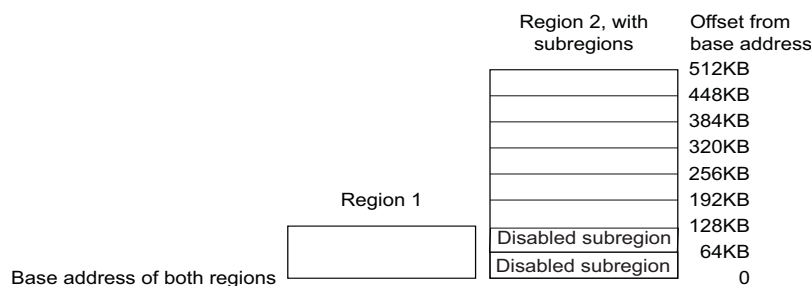 Region 2, with
subregions
Offset from
base address
512KB
448KB
384KB
320KB
256KB
Region 1
192KB
128KB
Disabled subregion
64KB
Disabled subregion
Base address of both regions
0